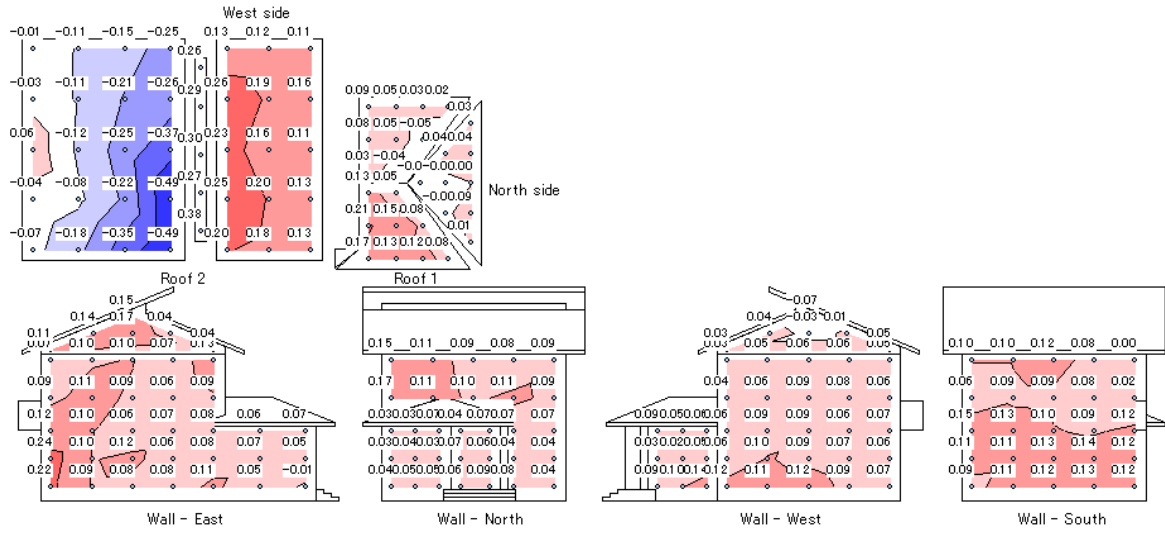 West side
-0.01 -0.11 -0.15 -0.25 0.13 0.12 0.11
0.26
-0.03 -0.11 -0.21 -0.26 0.29 0.26 0.19 0.16
0.06 -0.12 -0.25 -0.37 0.30 0.23 0.16 0.11
-0.04 -0.08 -0.22 -0.49 0.27 0.25 0.20 0.13
0.38
-0.07 -0.18 -0.35 -0.49 0.20 0.18 0.13
0.09 0.05 0.03 0.02
0.03
0.08 0.05 -0.05
0.04 0.04
0.03 -0.04
0.13 0.05
North side
0.21 0.15 0.08
0.01
0.17 0.13 0.12 0.08
Roof 2 Roof 1
0.15
0.14 0.17 0.04
0.11 0.04
0.07 0.10 0.10 0.07 0.13
0.09 0.11 0.09 0.06 0.09
0.12 0.10 0.06 0.07 0.08 0.06 0.07
0.24 0.10 0.12 0.06 0.08 0.07 0.05
0.22 0.09 0.08 0.08 0.11 0.05 -0.01
Wall - East
0.15 0.11 0.09 0.09
0.17 0.11 0.10 0.11 0.09
0.03 0.03 0.07 0.04 0.07 0.07 0.07
0.03 0.04 0.03 0.07 0.06 0.04 0.04
0.04 0.05 0.05 0.06 0.09 0.08 0.04
Wall - North
-0.07
0.04 -0.03 -0.01
0.03 0.05
0.04 0.06 0.09 0.08 0.06
0.09 0.05 0.06 0.06 0.09 0.09 0.08 0.07
0.03 0.02 0.05 0.06 0.10 0.09 0.07 0.06
0.09 0.10 0.14 0.12 0.11 0.12 0.09 0.07
Wall - West
0.10 0.10 0.12 0.08 0.00
0.06 0.09 0.09 0.08 0.02
0.15 0.13 0.10 0.09 0.12
0.11 0.11 0.13 0.14 0.12
0.09 0.11 0.12 0.13 0.12
Wall - South